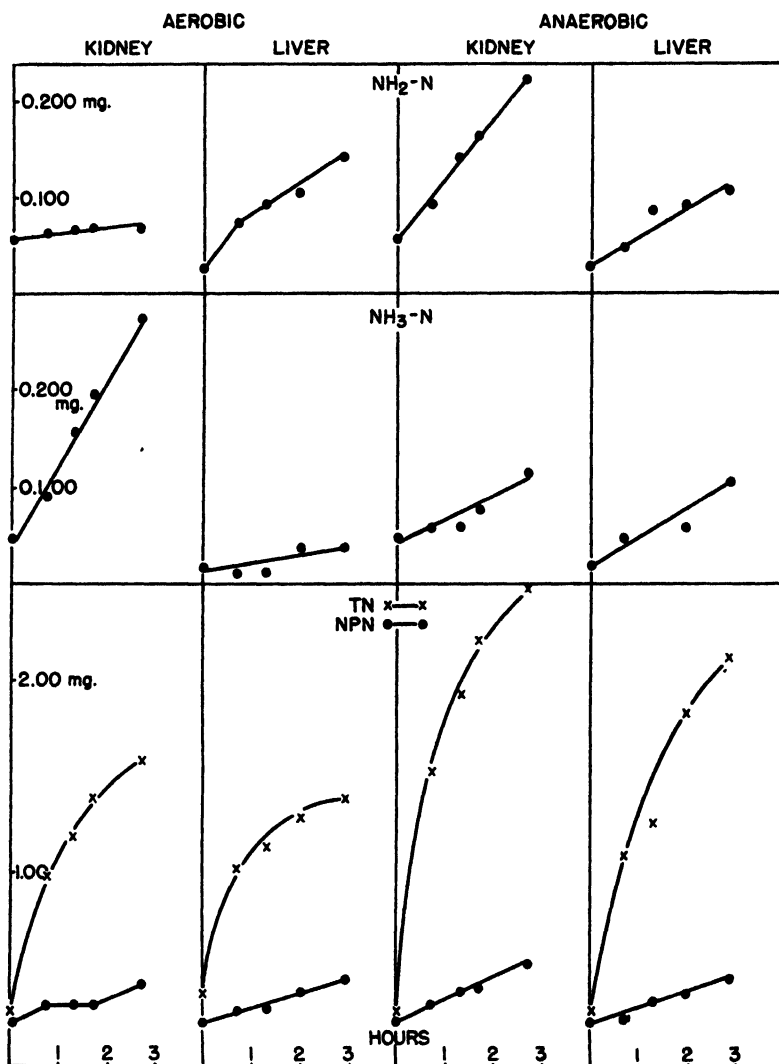 AEROBIC ANAEROBIC
KIDNEY LIVER KIDNEY LIVER
NH₂-N
0.200 mg.
0.100
NH₃-N
0.200
mg.
0.100
TN x—x
NPN ●—●
2.00 mg.
1.00
HOURS
1 2 3 1 2 3 1 2 3 1 2 3